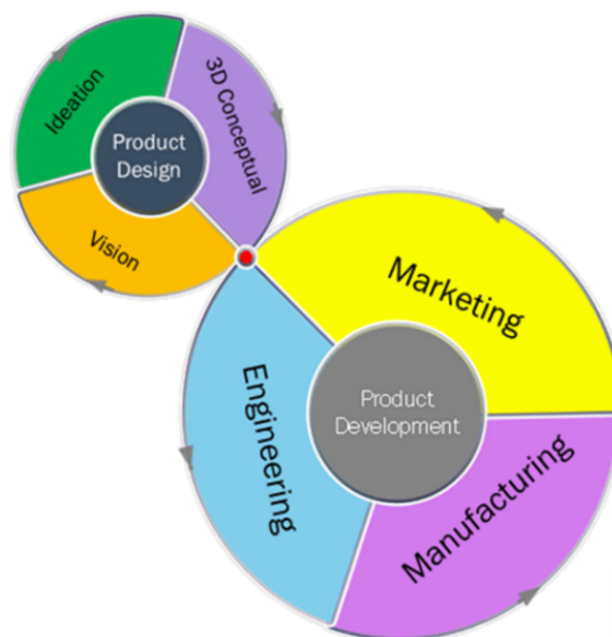 Ideation
3D Conceptual
Product
Design
Vision
Marketing
Engineering
Product
Development
Manufacturing